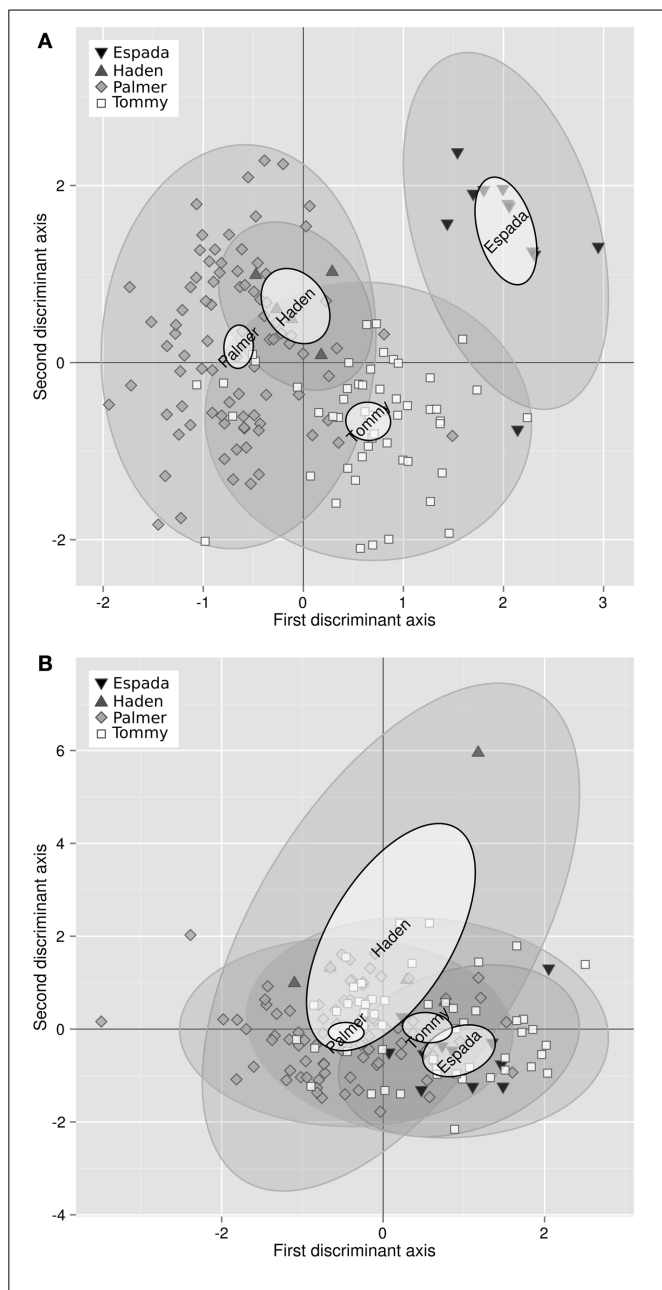 A
Espada
Haden
Palmer
Tommy
Second discriminant axis
2
0
-2
Espada
Haden
Palmer
Tommy
-2
-1
0
1
2
3
First discriminant axis
B
Espada
Haden
Palmer
Tommy
Second discriminant axis
6
4
2
0
-2
-4
Haden
Palmer
Tommy
Espada
-2
0
2
First discriminant axis